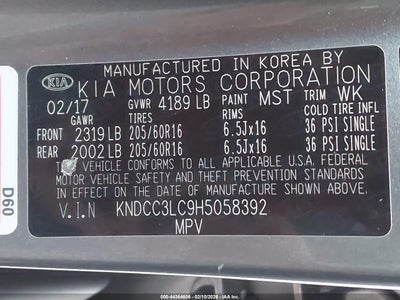 MANUFACTURED IN KOREA BY
KIA KIA MOTORS CORPORATION
02/17 GVWR 4189 LB PAINT MST TRIM WK
GAWR TIRES RIMS COLD TIRE INFL
FRONT 2319 LB 205/60R16 6.5Jx16 36 PSI SINGLE
REAR 2002 LB 205/60R16 6.5Jx16 36 PSI SINGLE
THIS VEHICLE CONFORMS TO ALL APPLICABLE U.S.A. FEDERAL
MOTOR VEHICLE SAFETY, BUMPER, AND THEFT PREVENTION STANDARDS
IN EFFECT ON THE DATE OF MANUFACTURE SHOWN ABOVE
V.I.N KNDCC3LC9H5058392
MPV
D60